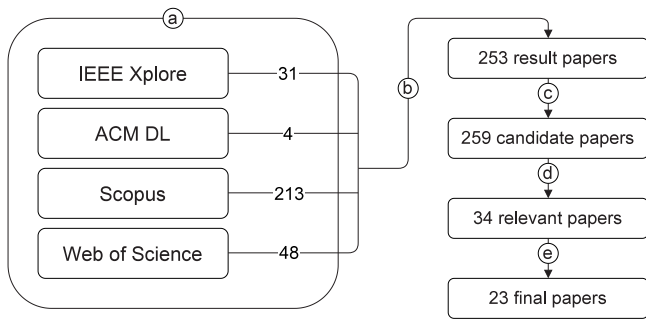 a
IEEE Xplore
31
ACM DL
4
Scopus
213
Web of Science
48
b
253 result papers
c
259 candidate papers
d
34 relevant papers
e
23 final papers